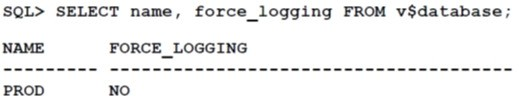 SQL> SELECT name, force_logging FROM v$database;
NAME FORCE_LOGGING
--------- ---------------------------------------
PROD NO